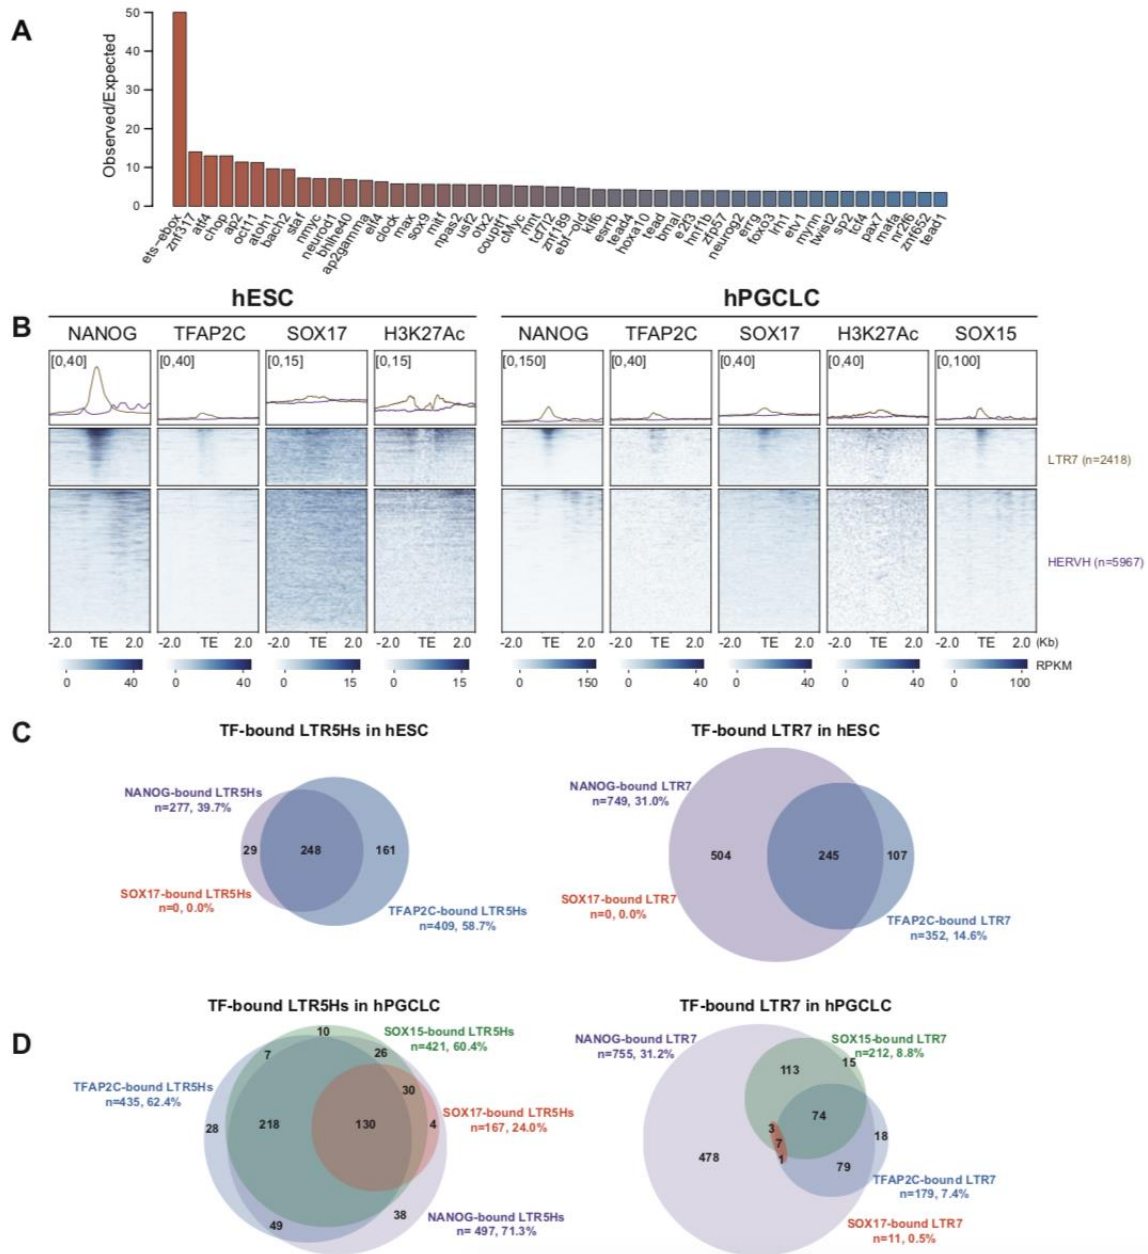 A
Observed/Expected
50
40
30
20
10
0
ets-ebox
znf317
atf4
chop
ap2
oct11
atoh1
bach2
staf
nmyc
neurod1
bhlhe40
ap2gamma
elf4
clock
max
sox9
mitf
npas2
usf2
otx2
couptf1
cMyc
rfx1
tcf7l2
znf189
ebf-old
klf6
esrrb
tead4
hoxa10
tead
bmal
e2f3
hnf1b
zfp57
neurog2
errg
foxo3
lrh1
etv1
mynn
twist2
sp2
tcf4
pax7
mafa
nr2f6
znf652
tead1
B
hESC
hPGCLC
NANOG TFAP2C SOX17 H3K27Ac NANOG TFAP2C SOX17 H3K27Ac SOX15
[0,40] [0,40] [0,15] [0,15] [0,150] [0,40] [0,40] [0,40] [0,100]
LTR7 (n=2418)
HERVH (n=5967)
-2.0 TE 2.0 -2.0 TE 2.0 -2.0 TE 2.0 -2.0 TE 2.0 -2.0 TE 2.0 -2.0 TE 2.0 -2.0 TE 2.0 -2.0 TE 2.0 -2.0 TE 2.0 (Kb)
RPKM
0 40 0 40 0 15 0 15 0 150 0 40 0 40 0 40 0 100
C
TF-bound LTR5Hs in hESC
NANOG-bound LTR5Hs
n=277, 39.7%
29 248 161
SOX17-bound LTR5Hs
n=0, 0.0%
TFAP2C-bound LTR5Hs
n=409, 58.7%
TF-bound LTR7 in hESC
NANOG-bound LTR7
n=749, 31.0%
504 245 107
SOX17-bound LTR7
n=0, 0.0%
TFAP2C-bound LTR7
n=352, 14.6%
D
TF-bound LTR5Hs in hPGCLC
10
SOX15-bound LTR5Hs
n=421, 60.4%
7 26
TFAP2C-bound LTR5Hs
n=435, 62.4%
30
SOX17-bound LTR5Hs
n=167, 24.0%
28 218 130 4
49 38
NANOG-bound LTR5Hs
n= 497, 71.3%
TF-bound LTR7 in hPGCLC
NANOG-bound LTR7
n=755, 31.2%
SOX15-bound LTR7
n=212, 8.8%
113 15
74
3
7
1
18
478 79
TFAP2C-bound LTR7
n=179, 7.4%
SOX17-bound LTR7
n=11, 0.5%